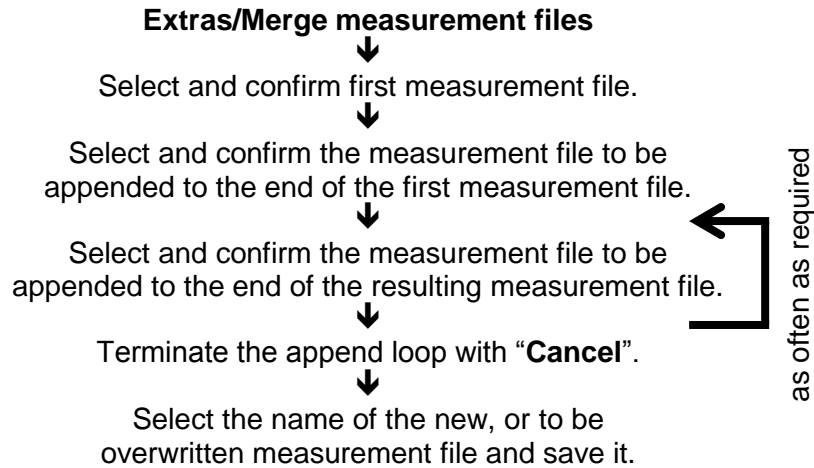 Extras/Merge measurement files
Select and confirm first measurement file.
Select and confirm the measurement file to be
appended to the end of the first measurement file.
Select and confirm the measurement file to be
appended to the end of the resulting measurement file.
as often as required
Terminate the append loop with “Cancel”.
Select the name of the new, or to be
overwritten measurement file and save it.